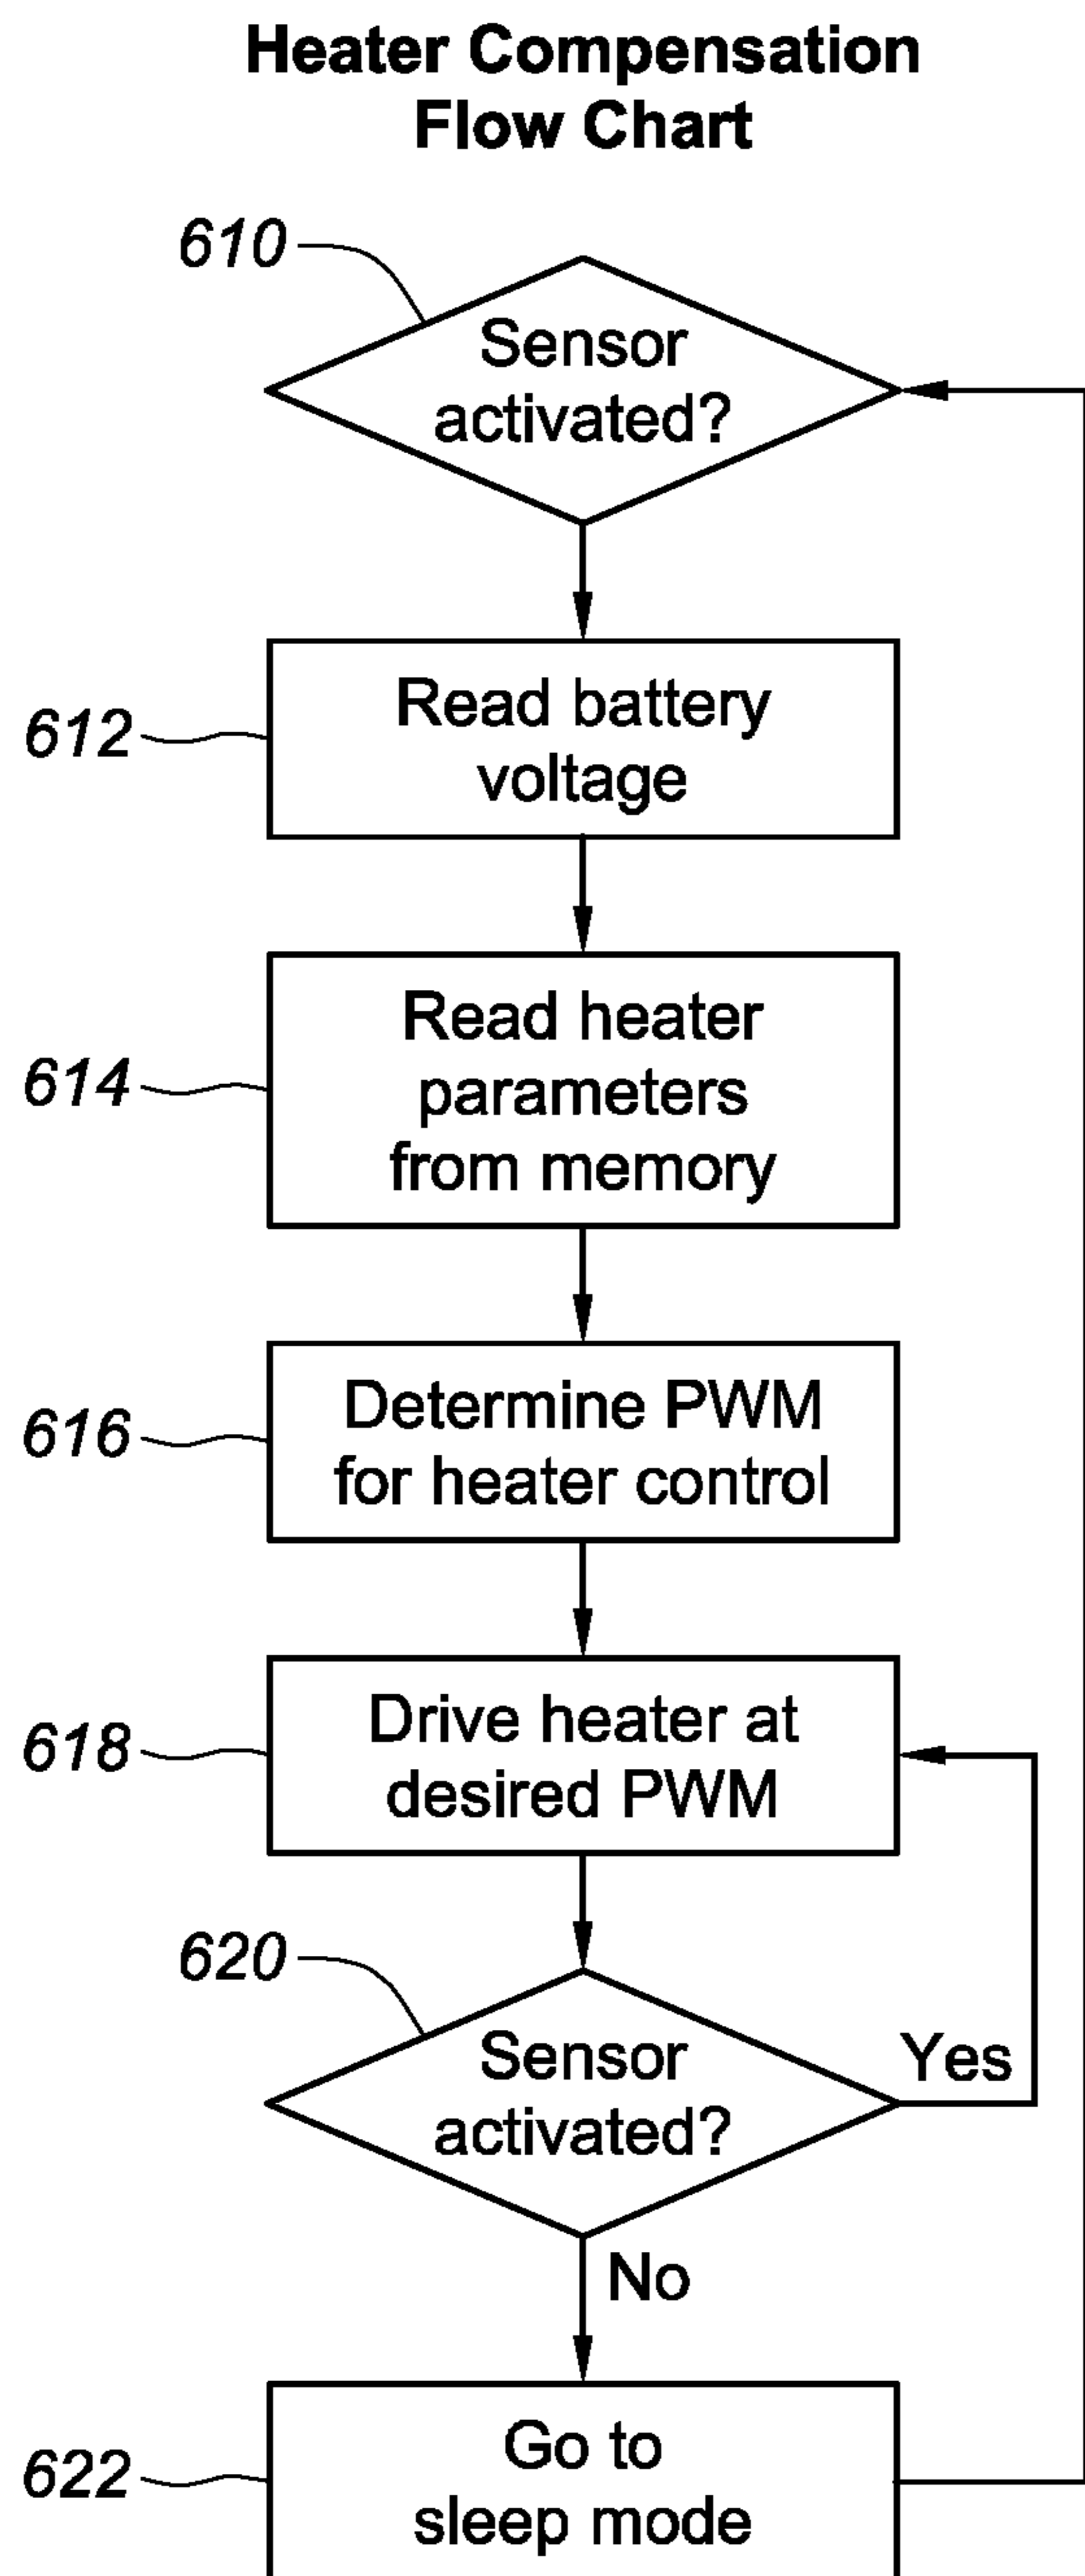 Heater Compensation
Flow Chart
610
Sensor
activated?
612
Read battery
voltage
614
Read heater
parameters
from memory
616
Determine PWM
for heater control
618
Drive heater at
desired PWM
620
Sensor
activated?
Yes
No
622
Go to
sleep mode